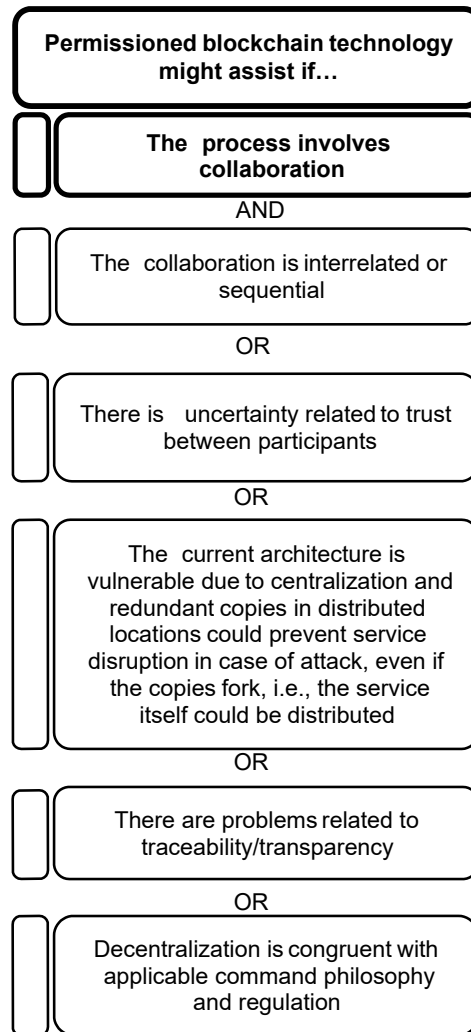 Permissioned blockchain technology
might assist if…
The process involves
collaboration
AND
The collaboration is interrelated or
sequential
OR
There is uncertainty related to trust
between participants
OR
The current architecture is
vulnerable due to centralization and
redundant copies in distributed
locations could prevent service
disruption in case of attack, even if
the copies fork, i.e., the service
itself could be distributed
OR
There are problems related to
traceability/transparency
OR
Decentralization is congruent with
applicable command philosophy
and regulation